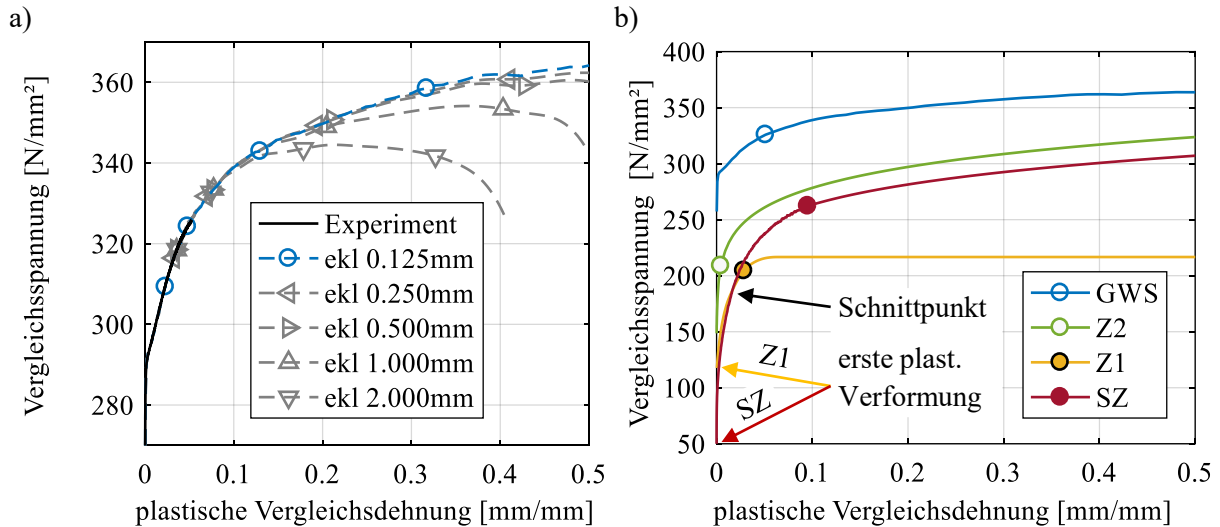 a)
Vergleichsspannung [N/mm²]
360
340
320
300
280
0
0.1
0.2
0.3
0.4
0.5
plastische Vergleichsdehnung [mm/mm]
Experiment
ekl 0.125mm
ekl 0.250mm
ekl 0.500mm
ekl 1.000mm
ekl 2.000mm
b)
Vergleichsspannung [N/mm²]
400
350
300
250
200
150
100
50
0
0.1
0.2
0.3
0.4
0.5
plastische Vergleichsdehnung [mm/mm]
Schnittpunkt
Z1
erste plast.
Verformung
SZ
GWS
Z2
Z1
SZ